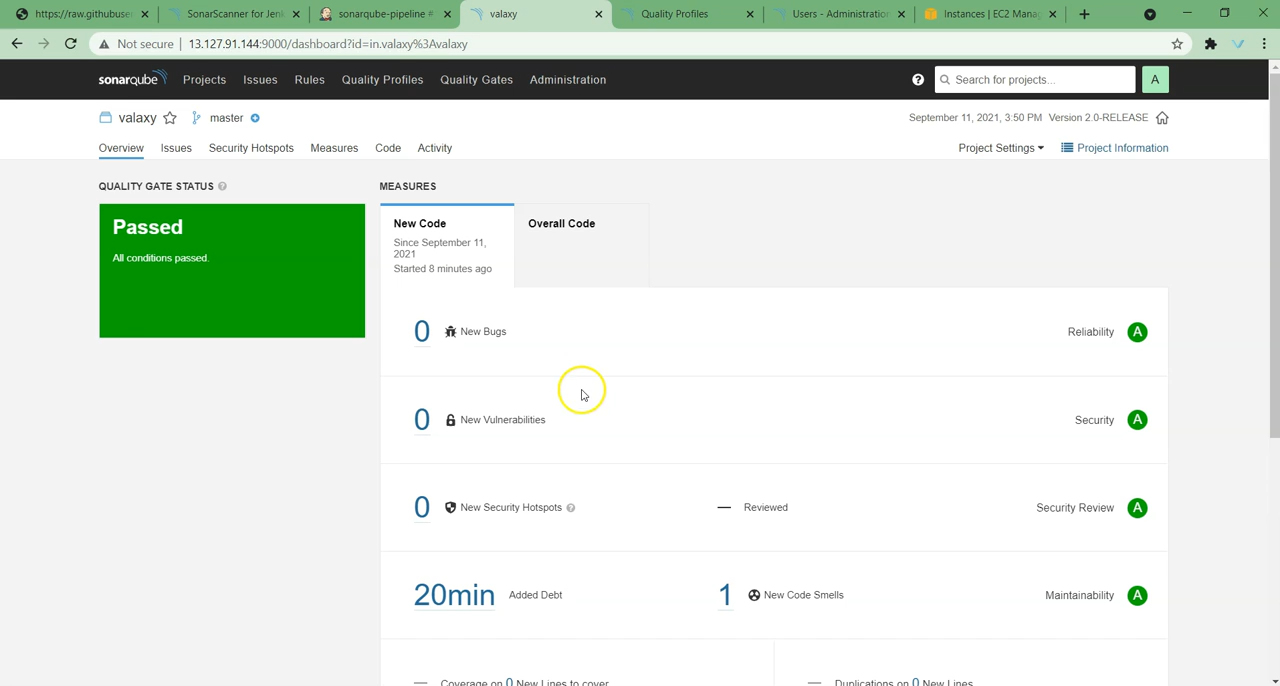 https://raw.githubuser
SonarScanner for Jenk
sonarqube-pipeline #
valaxy
Quality Profiles
Users - Administration
Instances | EC2 Manag
Not secure
13.127.91.144:9000/dashboard?id=in.valaxy%3Avalaxy
sonarqube
Projects
Issues
Rules
Quality Profiles
Quality Gates
Administration
?
Search for projects...
A
valaxy
master
September 11, 2021, 3:50 PM Version 2.0-RELEASE
Overview
Issues
Security Hotspots
Measures
Code
Activity
Project Settings
Project Information
QUALITY GATE STATUS ?
MEASURES
Passed
All conditions passed.
New Code
Since September 11,
2021
Started 8 minutes ago
Overall Code
0 New Bugs
Reliability A
0 New Vulnerabilities
Security A
0 New Security Hotspots ?
— Reviewed
Security Review A
20min Added Debt
1 New Code Smells
Maintainability A
— Coverage on 0 New Lines to cover
— Duplications on 0 New Lines